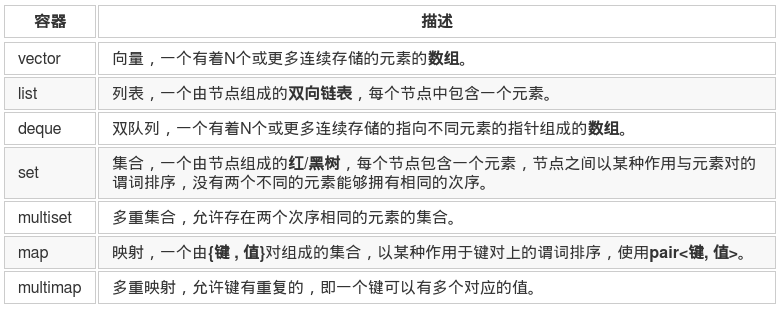 容器 描述
vector 向量，一个有着N个或更多连续存储的元素的数组。
list 列表，一个由节点组成的双向链表，每个节点中包含一个元素。
deque 双队列，一个有着N个或更多连续存储的指向不同元素的指针组成的数组。
set 集合，一个由节点组成的红/黑树，每个节点包含一个元素，节点之间以某种作用与元素对的
谓词排序，没有两个不同的元素能够拥有相同的次序。
multiset 多重集合，允许存在两个次序相同的元素的集合。
map 映射，一个由{键 , 值}对组成的集合，以某种作用于键对上的谓词排序，使用pair<键, 值>。
multimap 多重映射，允许键有重复的，即一个键可以有多个对应的值。